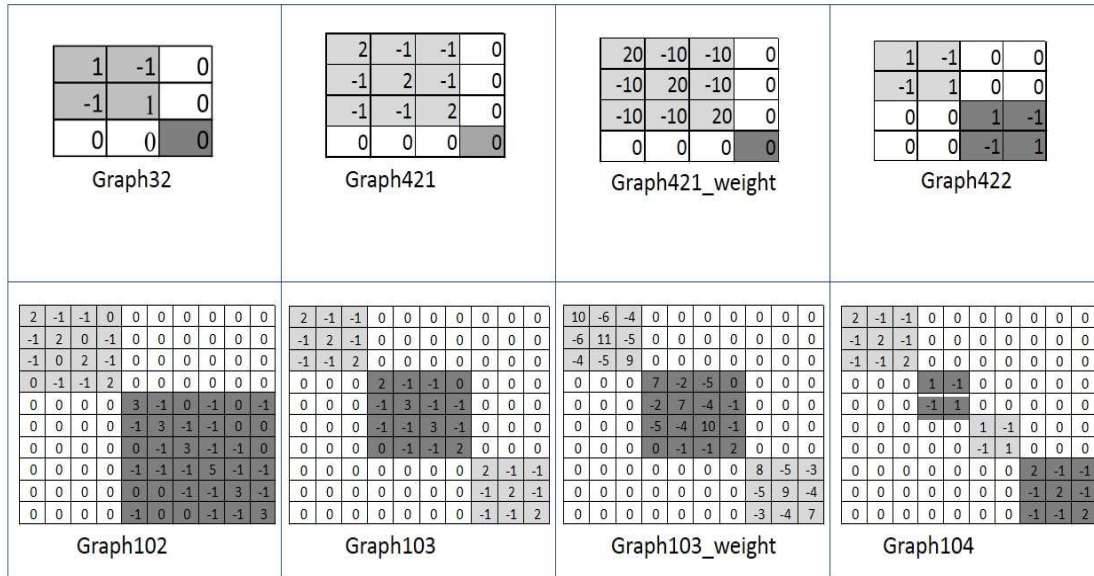 1 -1 0
-1 1 0
0 0 0
Graph32
2 -1 -1 0
-1 2 -1 0
-1 -1 2 0
0 0 0 0
Graph421
20 -10 -10 0
-10 20 -10 0
-10 -10 20 0
0 0 0 0
Graph421_weight
1 -1 0 0
-1 1 0 0
0 0 1 -1
0 0 -1 1
Graph422
2 -1 -1 0 0 0 0 0 0 0
-1 2 0 -1 0 0 0 0 0 0
-1 0 2 -1 0 0 0 0 0 0
0 -1 -1 2 0 0 0 0 0 0
0 0 0 0 3 -1 0 -1 0 -1
0 0 0 0 -1 3 -1 -1 0 0
0 0 0 0 0 -1 3 -1 -1 0
0 0 0 0 -1 -1 -1 5 -1 -1
0 0 0 0 0 0 -1 -1 3 -1
0 0 0 0 -1 0 0 -1 -1 3
Graph102
2 -1 -1 0 0 0 0 0 0 0
-1 2 -1 0 0 0 0 0 0 0
-1 -1 2 0 0 0 0 0 0 0
0 0 0 2 -1 -1 0 0 0 0
0 0 0 -1 3 -1 -1 0 0 0
0 0 0 -1 -1 3 -1 0 0 0
0 0 0 0 -1 -1 2 0 0 0
0 0 0 0 0 0 0 2 -1 -1
0 0 0 0 0 0 0 -1 2 -1
0 0 0 0 0 0 0 -1 -1 2
Graph103
10 -6 -4 0 0 0 0 0 0 0
-6 11 -5 0 0 0 0 0 0 0
-4 -5 9 0 0 0 0 0 0 0
0 0 0 7 -2 -5 0 0 0 0
0 0 0 -2 7 -4 -1 0 0 0
0 0 0 -5 -4 10 -1 0 0 0
0 0 0 0 -1 -1 2 0 0 0
0 0 0 0 0 0 0 8 -5 -3
0 0 0 0 0 0 0 -5 9 -4
0 0 0 0 0 0 0 -3 -4 7
Graph103_weight
2 -1 -1 0 0 0 0 0 0 0
-1 2 -1 0 0 0 0 0 0 0
-1 -1 2 0 0 0 0 0 0 0
0 0 0 1 -1 0 0 0 0 0
0 0 0 -1 1 0 0 0 0 0
0 0 0 0 0 1 -1 0 0 0
0 0 0 0 0 -1 1 0 0 0
0 0 0 0 0 0 0 2 -1 -1
0 0 0 0 0 0 0 -1 2 -1
0 0 0 0 0 0 0 -1 -1 2
Graph104